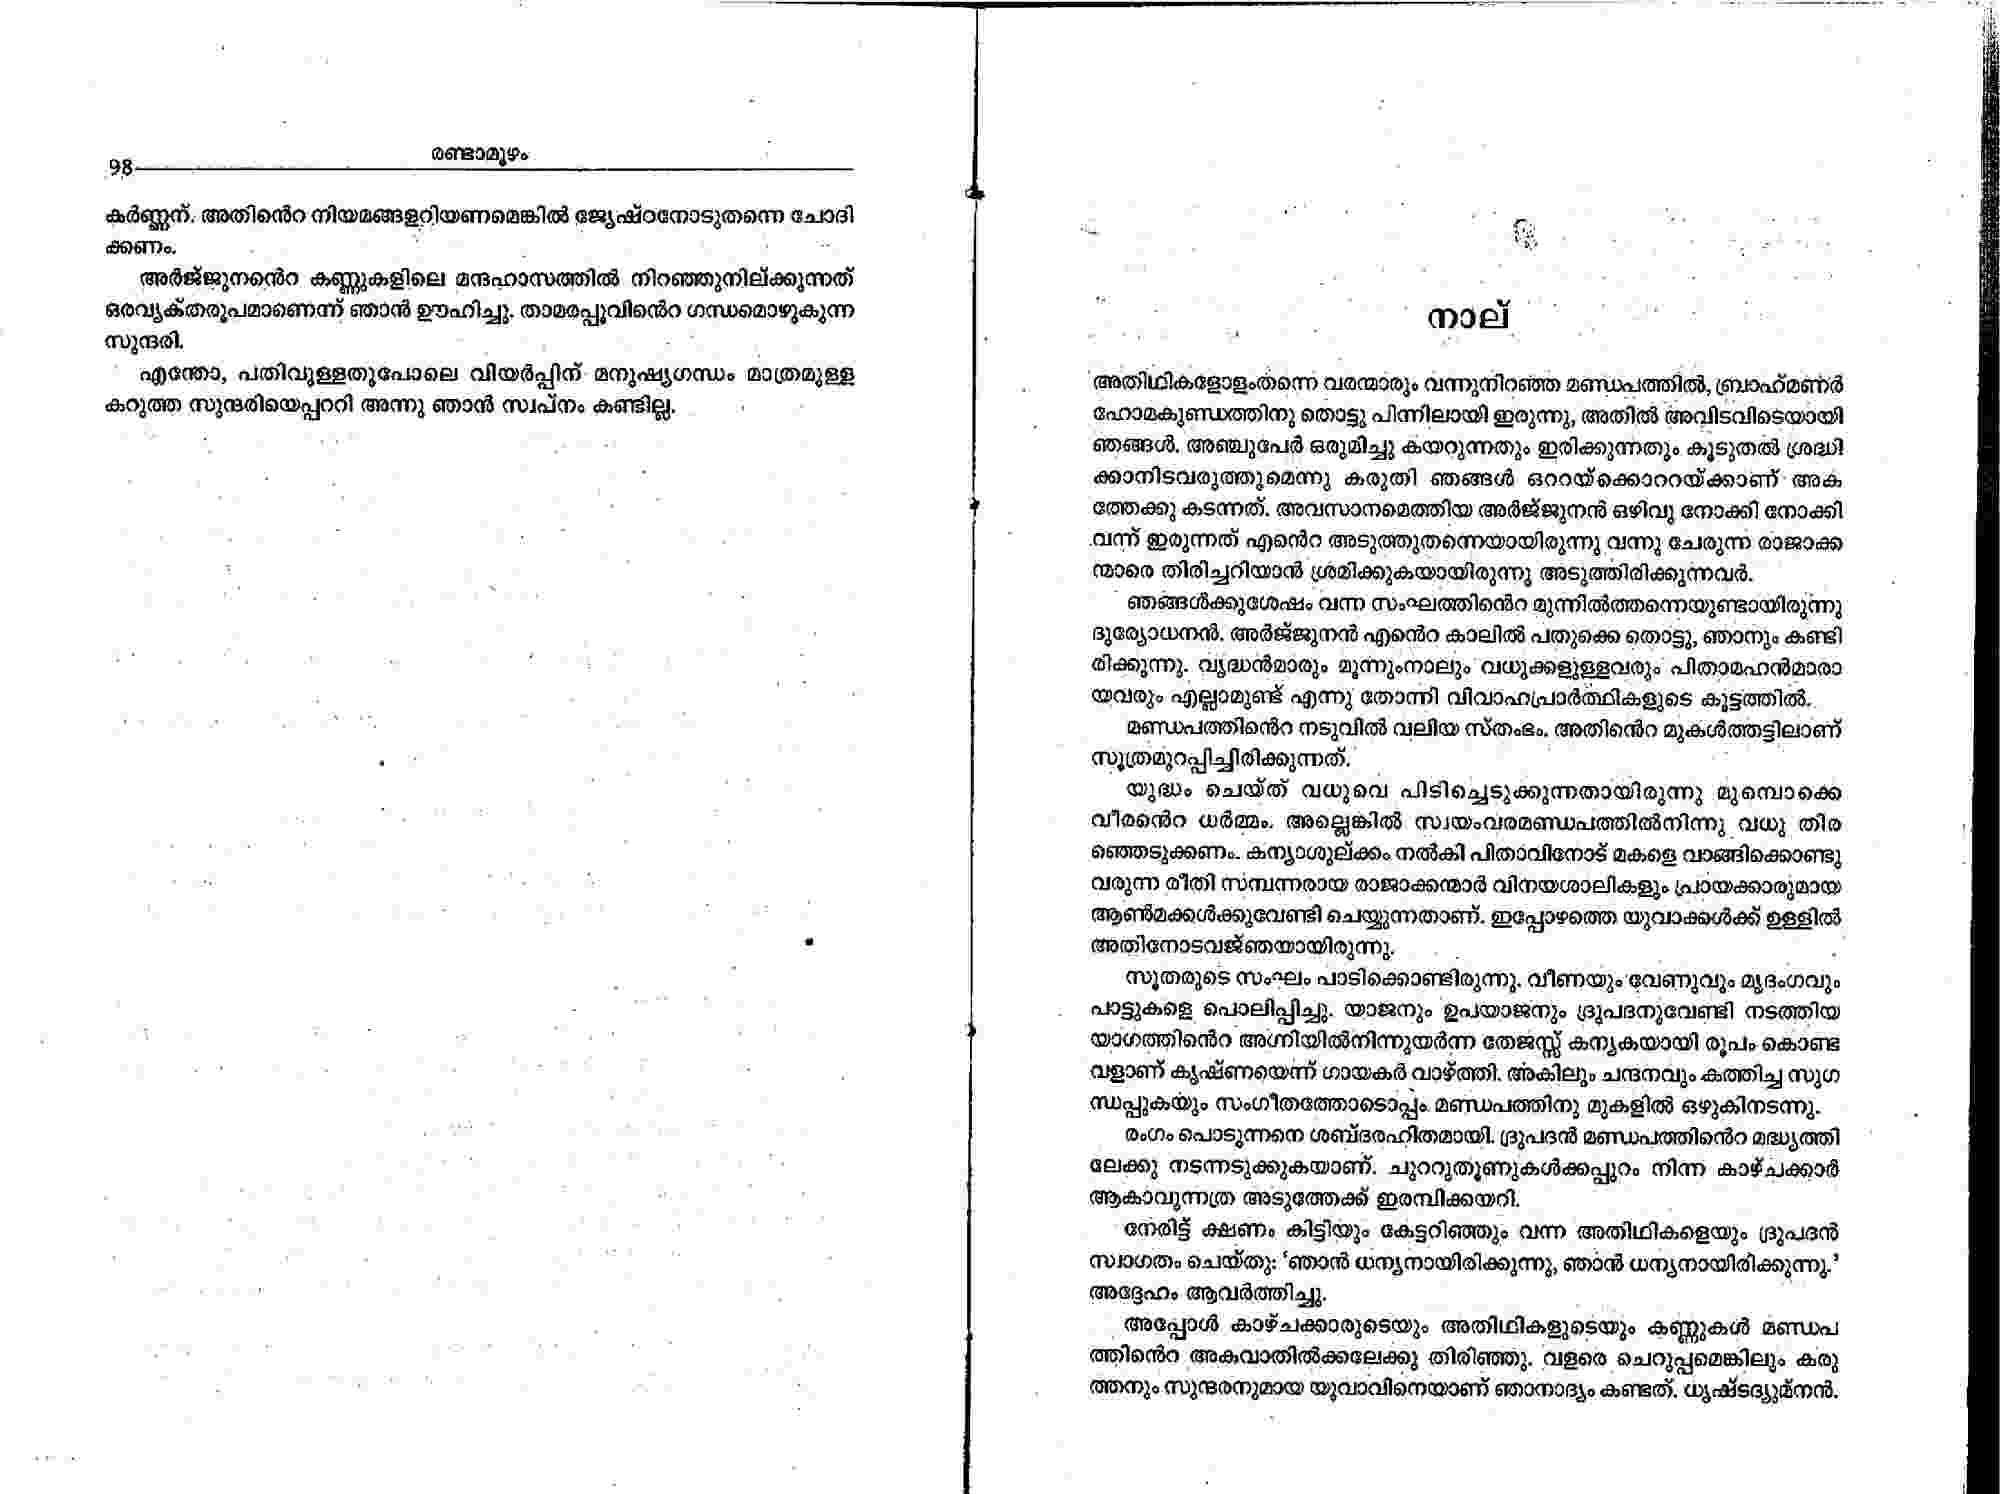 രണ്ടാമൂഴം
98
കർണ്ണന്. അതിൻെറ നിയമങ്ങളറിയണമെങ്കിൽ ജ്യേഷ്ഠനോടുതന്നെ ചോദി
ക്കണം.
അർജ്ജുനൻെറ കണ്ണുകളിലെ മന്ദഹാസത്തിൽ നിറഞ്ഞുനില്ക്കുന്നത്
ഒരവ്യക്തരൂപമാണെന്ന് ഞാൻ ഊഹിച്ചു. താമരപ്പൂവിൻെറ ഗന്ധമൊഴുകുന്ന
സുന്ദരി.
എന്തോ, പതിവുള്ളതുപോലെ വിയർപ്പിന് മനുഷ്യഗന്ധം മാത്രമുള്ള
കറുത്ത സുന്ദരിയെപ്പററി അന്നു ഞാൻ സ്വപ്നം കണ്ടില്ല.
നാല്
അതിഥികളോളംതന്നെ വരന്മാരും വന്നുനിറഞ്ഞ മണ്ഡപത്തിൽ, ബ്രാഹ്മണർ
ഹോമകുണ്ഡത്തിനു തൊട്ടു പിന്നിലായി ഇരുന്നു, അതിൽ അവിടവിടെയായി
ഞങ്ങൾ. അഞ്ചുപേർ ഒരുമിച്ചു കയറുന്നതും ഇരിക്കുന്നതും കൂടുതൽ ശ്രദ്ധി
ക്കാനിടവരുത്തുമെന്നു കരുതി ഞങ്ങൾ ഒററയ്ക്കൊററയ്ക്കാണ് അക
ത്തേക്കു കടന്നത്. അവസാനമെത്തിയ അർജ്ജുനൻ ഒഴിവു നോക്കി നോക്കി
വന്ന് ഇരുന്നത് എൻെറ അടുത്തുതന്നെയായിരുന്നു വന്നു ചേരുന്ന രാജാക്ക
ന്മാരെ തിരിച്ചറിയാൻ ശ്രമിക്കുകയായിരുന്നു അടുത്തിരിക്കുന്നവർ.
ഞങ്ങൾക്കുശേഷം വന്ന സംഘത്തിൻെറ മുന്നിൽത്തന്നെയുണ്ടായിരുന്നു
ദുര്യോധനൻ. അർജ്ജുനൻ എൻെറ കാലിൽ പതുക്കെ തൊട്ടു, ഞാനും കണ്ടി
രിക്കുന്നു. വൃദ്ധൻമാരും മൂന്നുംനാലും വധുക്കളുള്ളവരും പിതാമഹൻമാരാ
യവരും എല്ലാമുണ്ട് എന്നു തോന്നി വിവാഹപ്രാർത്ഥികളുടെ കൂട്ടത്തിൽ.
മണ്ഡപത്തിൻെറ നടുവിൽ വലിയ സ്തംഭം. അതിൻെറ മുകൾത്തട്ടിലാണ്
സൂത്രമുറപ്പിച്ചിരിക്കുന്നത്.
യുദ്ധം ചെയ്ത് വധുവെ പിടിച്ചെടുക്കുന്നതായിരുന്നു മുമ്പൊക്കെ
വീരൻെറ ധർമ്മം. അല്ലെങ്കിൽ സ്വയംവരമണ്ഡപത്തിൽനിന്നു വധു തിര
ഞ്ഞെടുക്കണം. കന്യാശുല്ക്കം നൽകി പിതാവിനോട് മകളെ വാങ്ങിക്കൊണ്ടു
വരുന്ന രീതി സമ്പന്നരായ രാജാക്കന്മാർ വിനയശാലികളും പ്രായക്കാരുമായ
ആൺമക്കൾക്കുവേണ്ടി ചെയ്യുന്നതാണ്. ഇപ്പോഴത്തെ യുവാക്കൾക്ക് ഉള്ളിൽ
അതിനോടവജ്ഞയായിരുന്നു.
സൂതരുടെ സംഘം പാടിക്കൊണ്ടിരുന്നു. വീണയും വേണുവും മൃദംഗവും
പാട്ടുകളെ പൊലിപ്പിച്ചു. യാജനും ഉപയാജനും ദ്രുപദനുവേണ്ടി നടത്തിയ
യാഗത്തിൻെറ അഗ്നിയിൽനിന്നുയർന്ന തേജസ്സ് കന്യകയായി രൂപം കൊണ്ട
വളാണ് കൃഷ്ണയെന്ന് ഗായകർ വാഴ്ത്തി. അകിലും ചന്ദനവും കത്തിച്ച സുഗ
ന്ധപ്പുകയും സംഗീതത്തോടൊപ്പം മണ്ഡപത്തിനു മുകളിൽ ഒഴുകിനടന്നു.
രംഗം പൊടുന്നനെ ശബ്ദരഹിതമായി. ദ്രുപദൻ മണ്ഡപത്തിൻെറ മദ്ധ്യത്തി
ലേക്കു നടന്നടുക്കുകയാണ്. ചുററുതൂണുകൾക്കപ്പുറം നിന്ന കാഴ്ചക്കാർ
ആകാവുന്നത്ര അടുത്തേക്ക് ഇരമ്പിക്കയറി.
നേരിട്ട് ക്ഷണം കിട്ടിയും കേട്ടറിഞ്ഞും വന്ന അതിഥികളെയും ദ്രുപദൻ
സ്വാഗതം ചെയ്തു: ‘ഞാൻ ധന്യനായിരിക്കുന്നു, ഞാൻ ധന്യനായിരിക്കുന്നു.’
അദ്ദേഹം ആവർത്തിച്ചു.
അപ്പോൾ കാഴ്ചക്കാരുടെയും അതിഥികളുടെയും കണ്ണുകൾ മണ്ഡപ
ത്തിൻെറ അകവാതിൽക്കലേക്കു തിരിഞ്ഞു. വളരെ ചെറുപ്പമെങ്കിലും കരു
ത്തനും സുന്ദരനുമായ യുവാവിനെയാണ് ഞാനാദ്യം കണ്ടത്. ധൃഷ്ടദ്യുമ്നൻ.